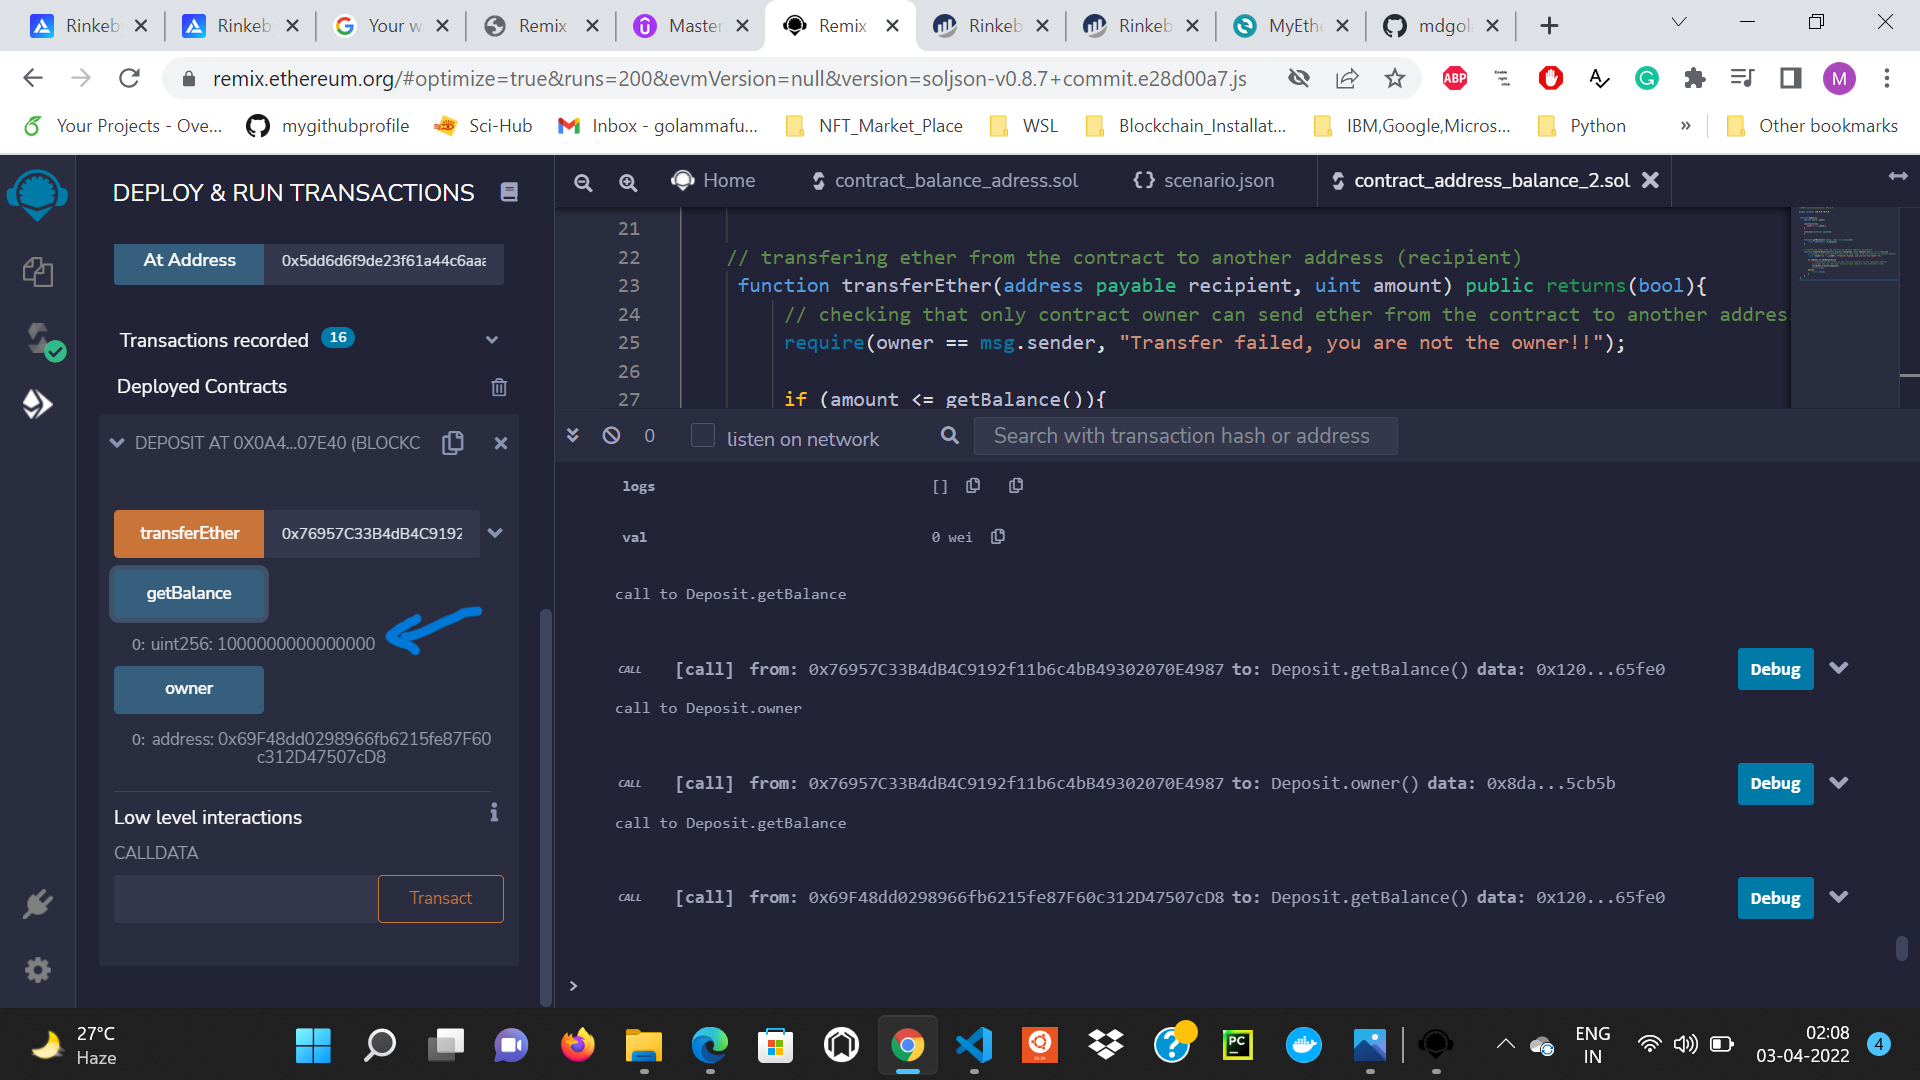 Rinkeb
Rinkeb
Your w
Remix
Master
Remix
Rinkeb
Rinkeb
MyEthe
mdgol
remix.ethereum.org/#optimize=true&runs=200&evmVersion=null&version=soljson-v0.8.7+commit.e28d00a7.js
ABP
M
Your Projects - Ove...
mygithubprofile
Sci-Hub
Inbox - golammafu...
NFT_Market_Place
WSL
Blockchain_Installat...
IBM,Google,Micros...
Python
»
Other bookmarks
DEPLOY & RUN TRANSACTIONS
At Address
0x5dd6d6f9de23f61a44c6aaa
Transactions recorded 16
Deployed Contracts
DEPOSIT AT 0X0A4...07E40 (BLOCKC
transferEther
0x76957C33B4dB4C9192
getBalance
0: uint256: 1000000000000000
owner
0: address: 0x69F48dd0298966fb6215fe87F60
c312D47507cD8
Low level interactions
i
CALLDATA
Transact
Home
contract_balance_adress.sol
scenario.json
contract_address_balance_2.sol
21
22 // transfering ether from the contract to another address (recipient)
23 function transferEther(address payable recipient, uint amount) public returns(bool){
24 // checking that only contract owner can send ether from the contract to another addres
25 require(owner == msg.sender, "Transfer failed, you are not the owner!!");
26
27 if (amount <= getBalance()){
0
listen on network
Search with transaction hash or address
logs []
val 0 wei
call to Deposit.getBalance
CALL [call] from: 0x76957C33B4dB4C9192f11b6c4bB49302070E4987 to: Deposit.getBalance() data: 0x120...65fe0 Debug
call to Deposit.owner
CALL [call] from: 0x76957C33B4dB4C9192f11b6c4bB49302070E4987 to: Deposit.owner() data: 0x8da...5cb5b Debug
call to Deposit.getBalance
CALL [call] from: 0x69F48dd0298966fb6215fe87F60c312D47507cD8 to: Deposit.getBalance() data: 0x120...65fe0 Debug
>
27°C
Haze
PC
ENG
IN
02:08
03-04-2022
4